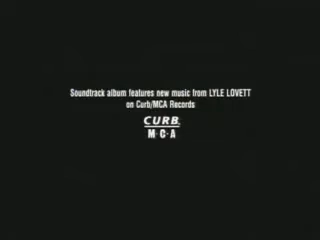 Soundtrack album features new music from LYLE LOVETT
on Curb/MCA Records
CURB
M·C·A